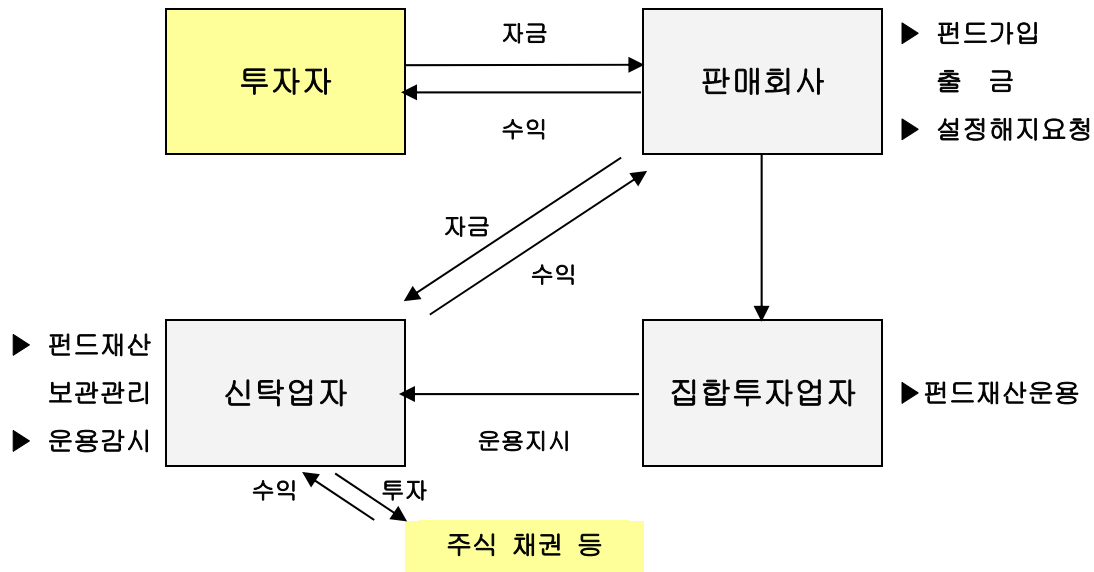 자금
투자자
판매회사
▶ 펀드가입
출 금
▶ 설정해지요청
수익
자금
수익
▶ 펀드재산
보관관리
▶ 운용감시
신탁업자
집합투자업자
▶펀드재산운용
운용지시
수익
투자
주식 채권 등